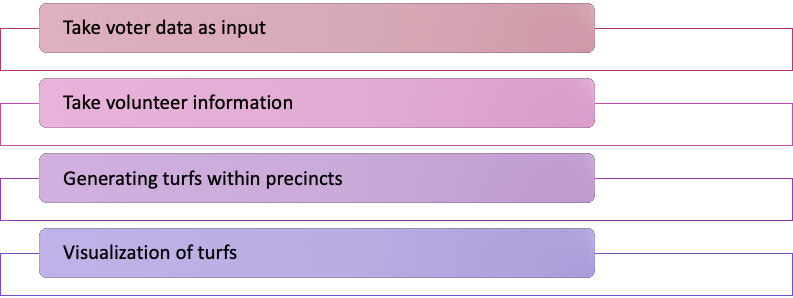 Take voter data as input
Take volunteer information
Generating turfs within precincts
Visualization of turfs